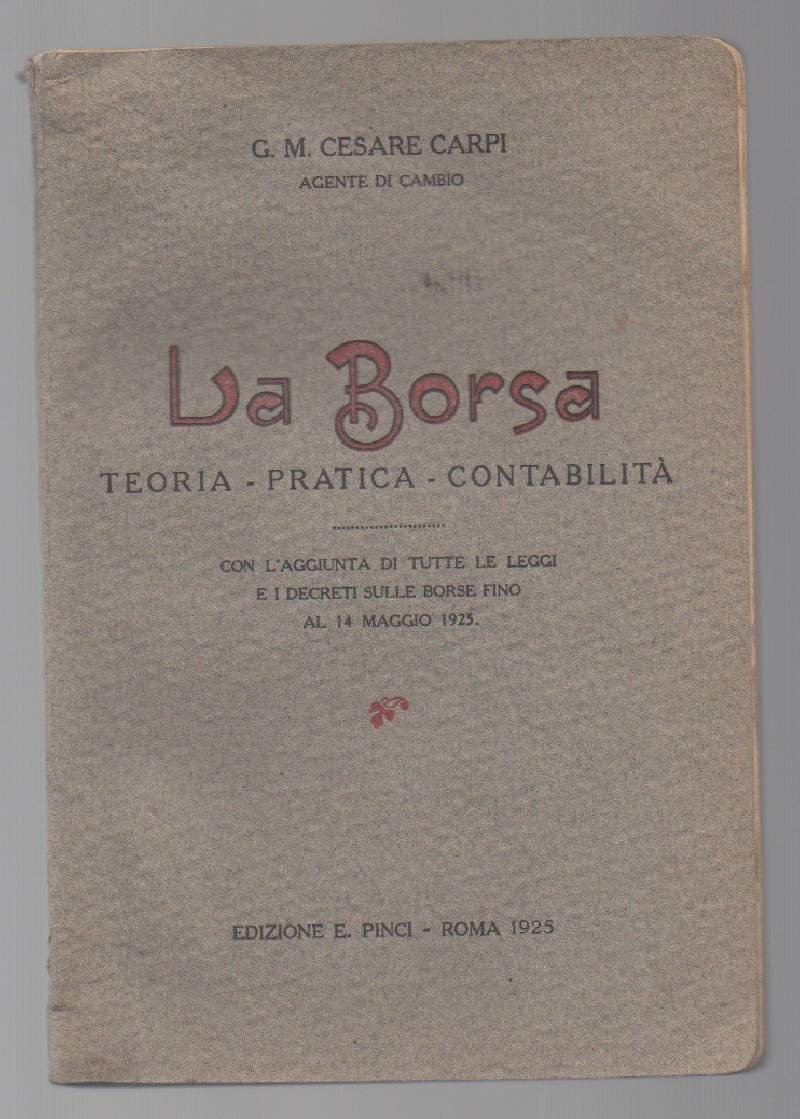 G. M. CESARE CARPI
AGENTE DI CAMBIO
La Borsa
TEORIA - PRATICA - CONTABILITÀ
CON L'AGGIUNTA DI TUTTE LE LEGGI
E I DECRETI SULLE BORSE FINO
AL 14 MAGGIO 1925.
EDIZIONE E. PINCI - ROMA 1925